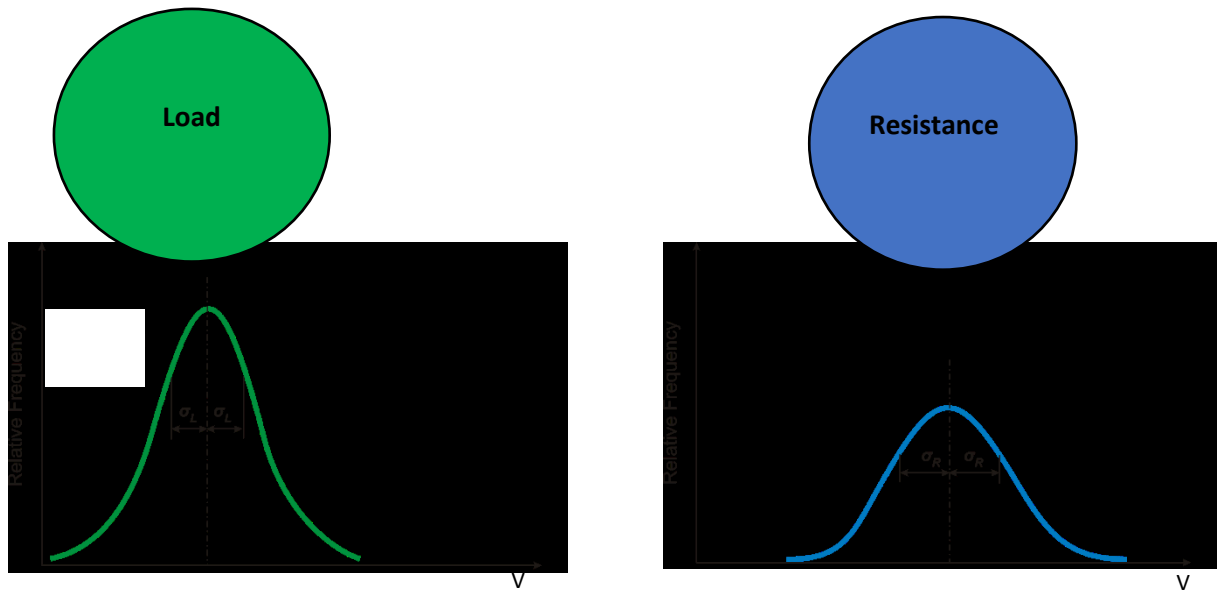 Load
Resistance
Relative Frequency
σL σL
V
Relative Frequency
σR σR
V